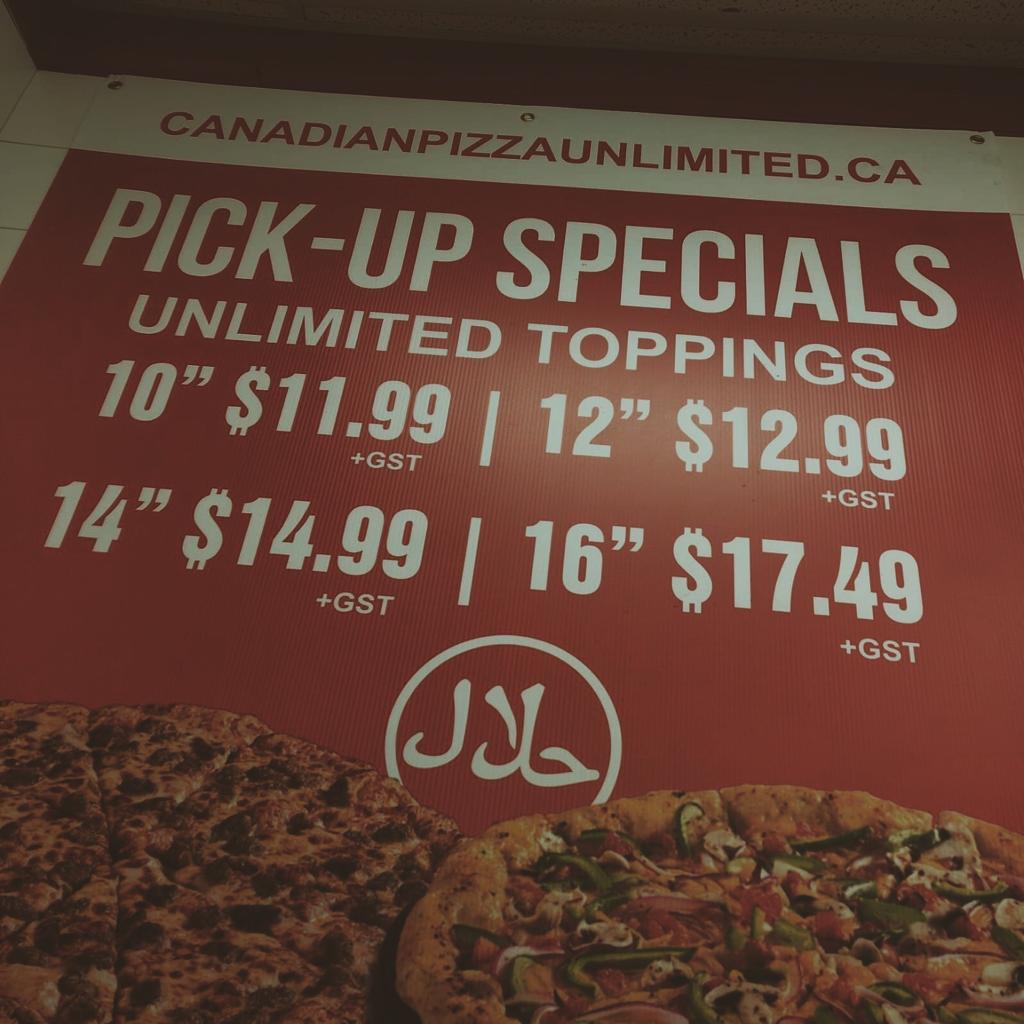 CANADIANPIZZAUNLIMITED.CA
PICK-UP SPECIALS
UNLIMITED TOPPINGS
10” $11.99 | 12” $12.99
+GST +GST
14” $14.99 | 16” $17.49
+GST +GST
حلال